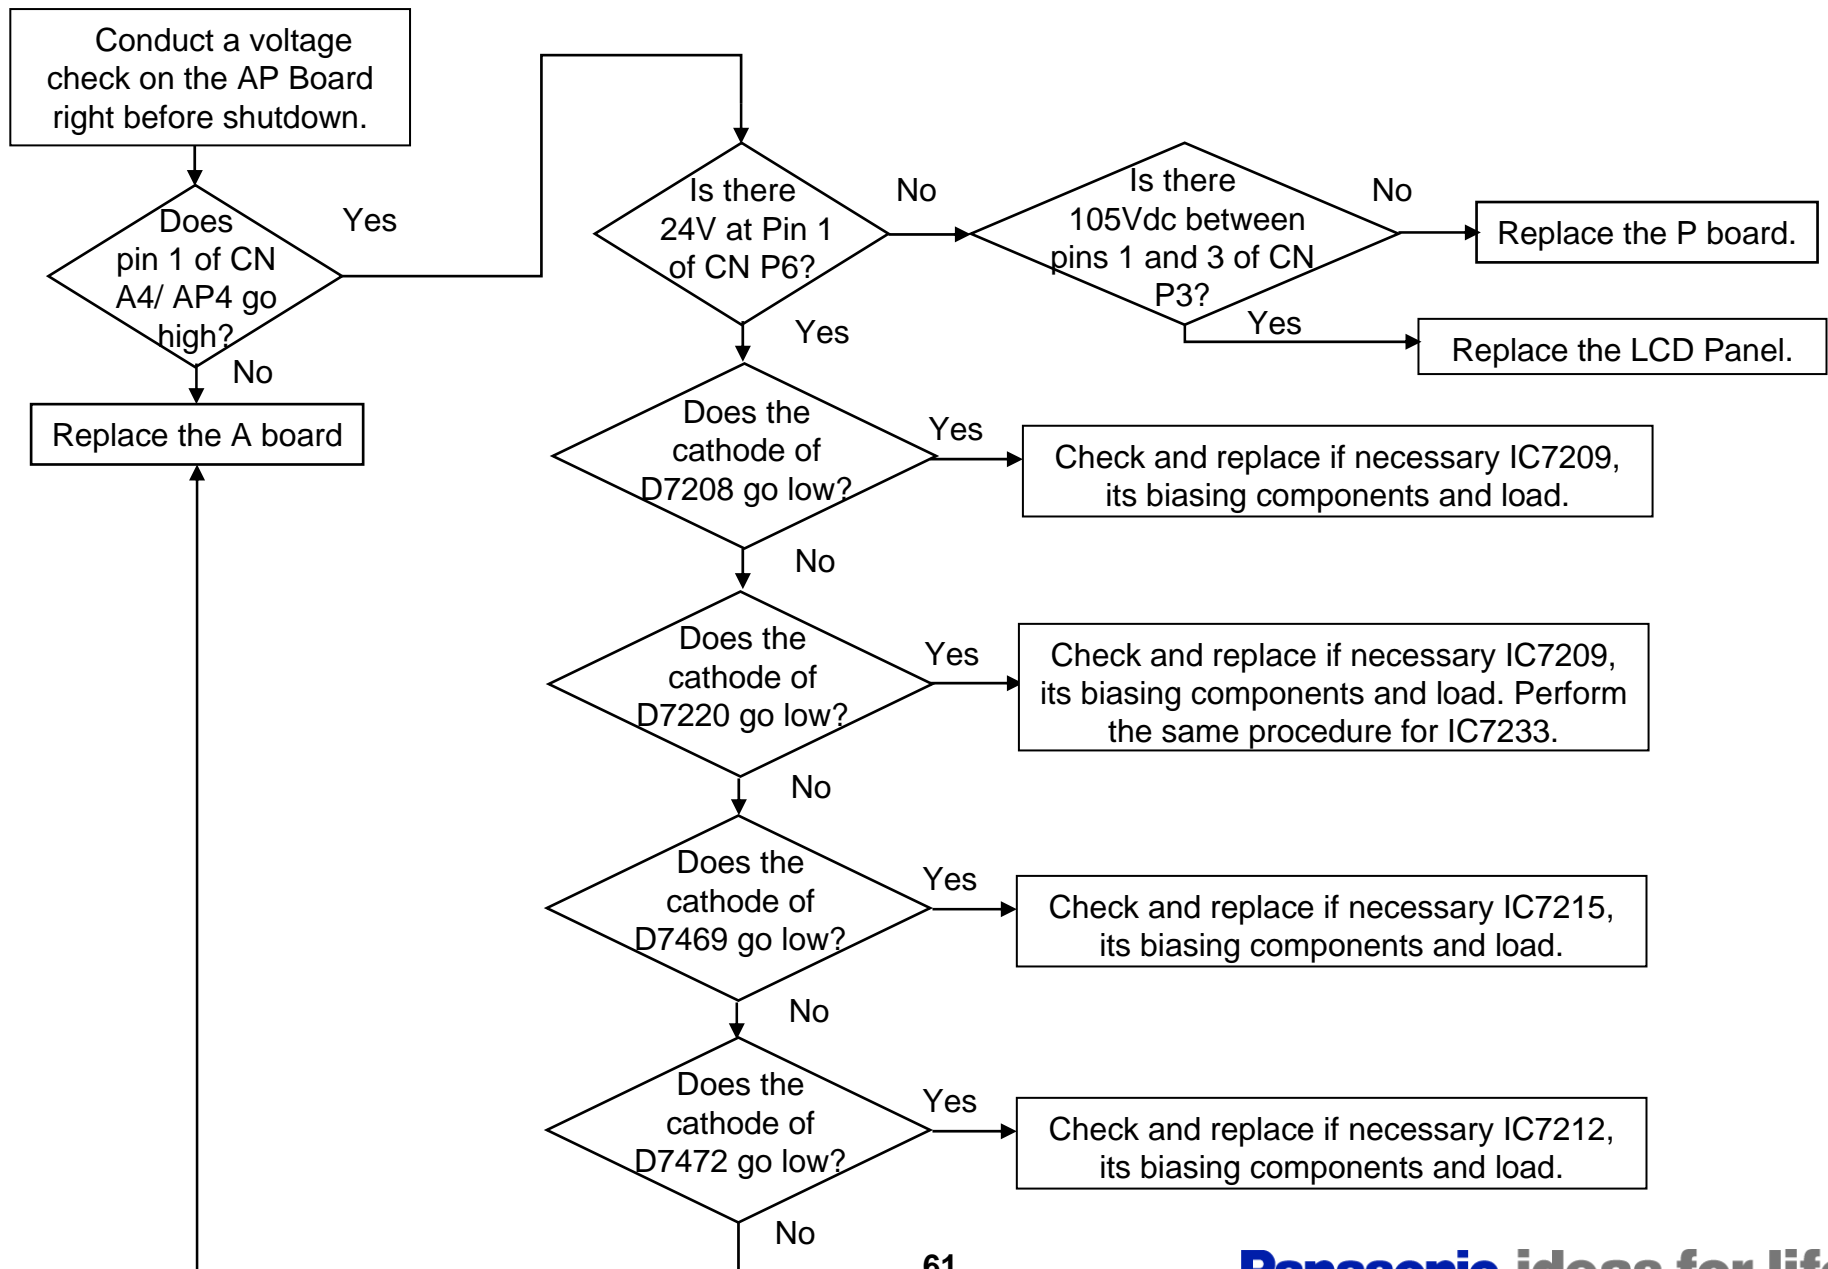 Conduct a voltage
check on the AP Board
right before shutdown.
Does
pin 1 of CN
A4/ AP4 go
high?
Yes
No
Replace the A board
Is there
24V at Pin 1
of CN P6?
No
Yes
Is there
105Vdc between
pins 1 and 3 of CN
P3?
No
Replace the P board.
Yes
Replace the LCD Panel.
Does the
cathode of
D7208 go low?
Yes
Check and replace if necessary IC7209,
its biasing components and load.
No
Does the
cathode of
D7220 go low?
Yes
Check and replace if necessary IC7209,
its biasing components and load. Perform
the same procedure for IC7233.
No
Does the
cathode of
D7469 go low?
Yes
Check and replace if necessary IC7215,
its biasing components and load.
No
Does the
cathode of
D7472 go low?
Yes
Check and replace if necessary IC7212,
its biasing components and load.
No
61
Panasonic ideas for life